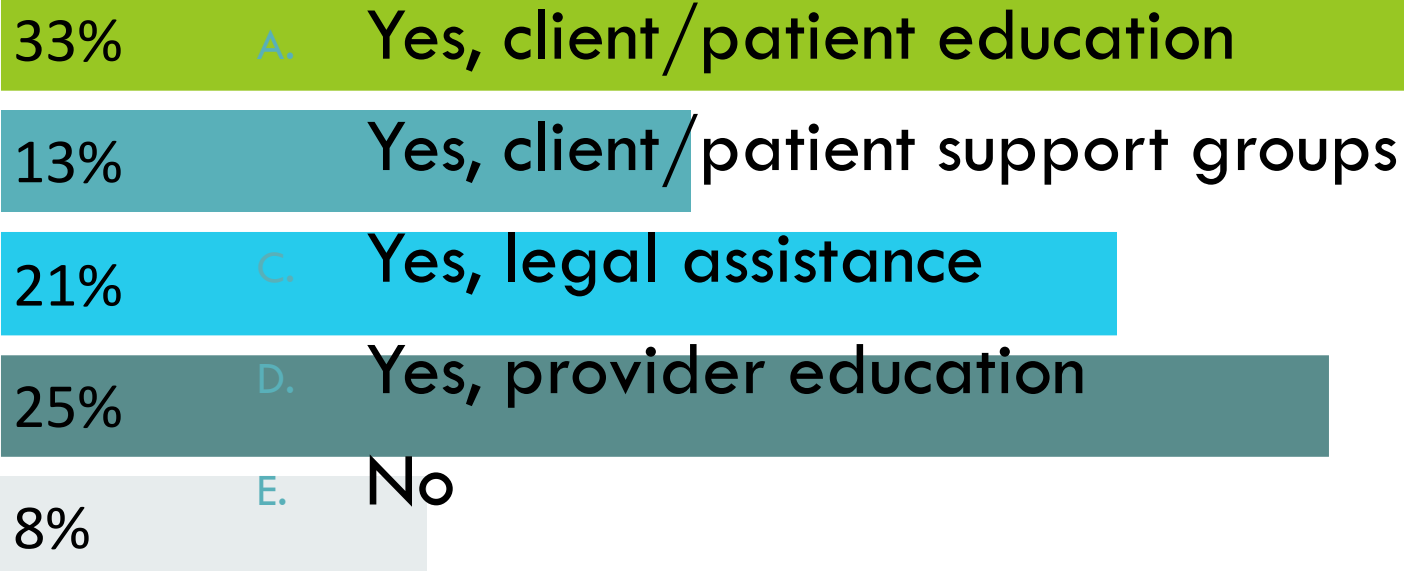 33% A. Yes, client/patient education
13% Yes, client/patient support groups
21% C. Yes, legal assistance
25% D. Yes, provider education
8% E. No